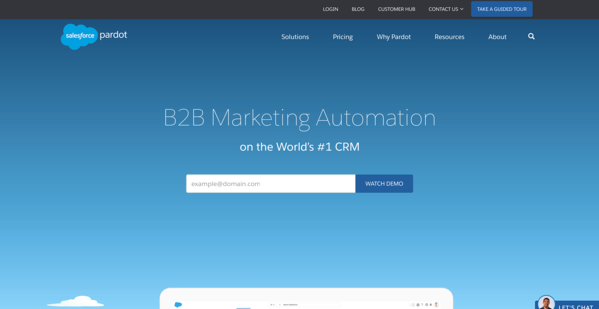 LOGIN BLOG CUSTOMER HUB CONTACT US TAKE A GUIDED TOUR
salesforce pardot
Solutions Pricing Why Pardot Resources About
B2B Marketing Automation
on the World's #1 CRM
example@domain.com WATCH DEMO
LET'S CHAT